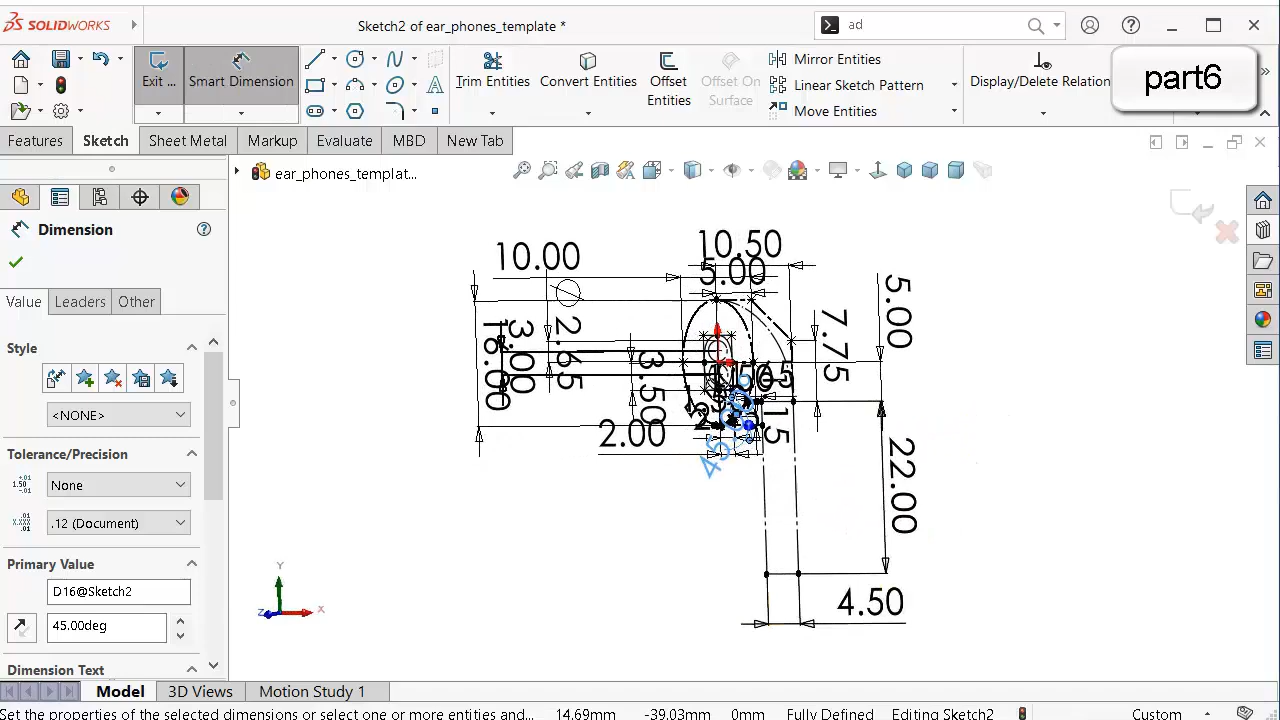 SOLIDWORKS
Sketch2 of ear_phones_template *
ad
Exit ...
Smart Dimension
Trim Entities
Convert Entities
Offset
Entities
Offset On
Surface
Mirror Entities
Linear Sketch Pattern
Move Entities
Display/Delete Relation
part6
Features
Sketch
Sheet Metal
Markup
Evaluate
MBD
New Tab
ear_phones_templat...
Dimension
Value
Leaders
Other
Style
<NONE>
Tolerance/Precision
None
.12 (Document)
Primary Value
D16@Sketch2
45.00deg
Dimension Text
10.00
10.50
5.00
5.00
7.75
3.00
2.65
3.50
2.00
22.00
4.50
Y
X
Z
Model
3D Views
Motion Study 1
Set the properties of the selected dimensions or select one or more entities and...
-39.03mm
0mm
Fully Defined
Editing Sketch2
Custom